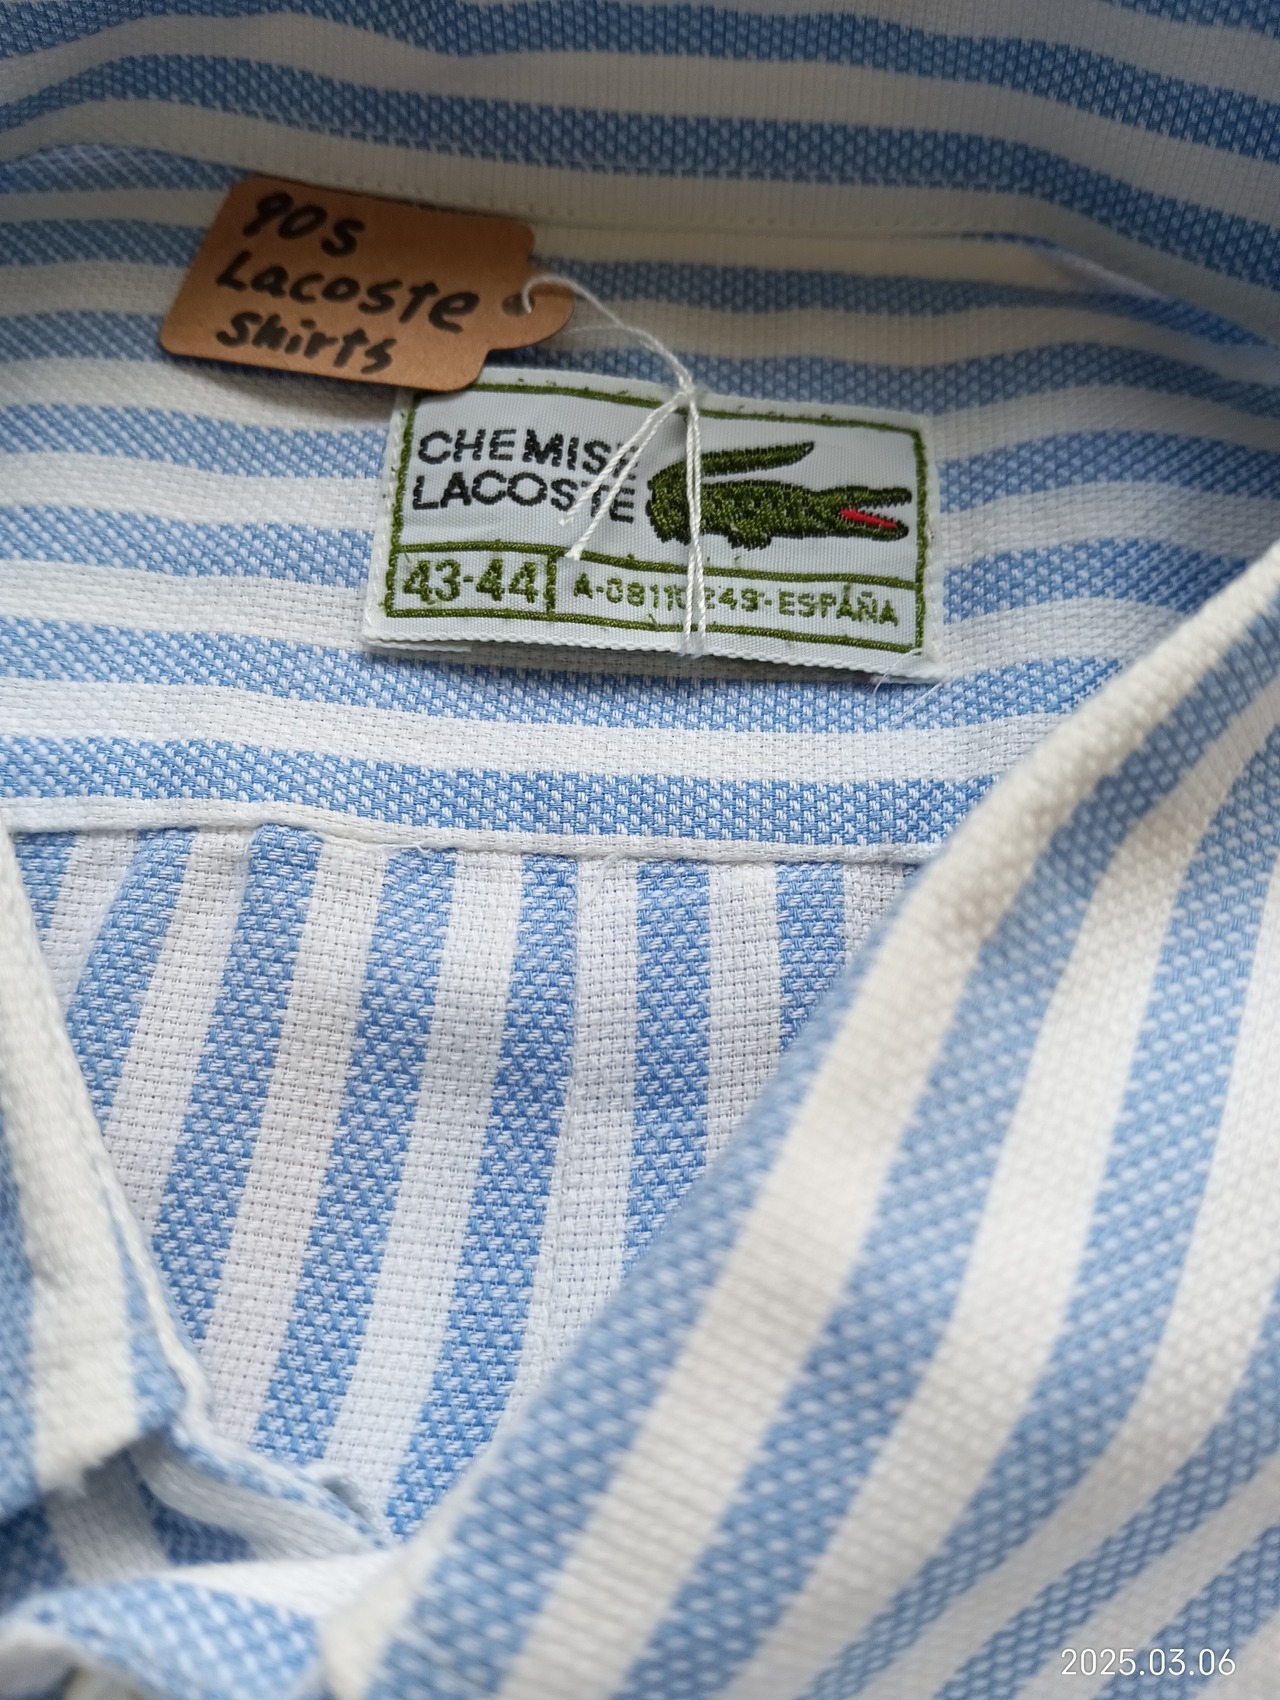 90s
Lacoste
Shirts
CHEMISE
LACOSTE
43-44
ESPAÑA
2025.03.06